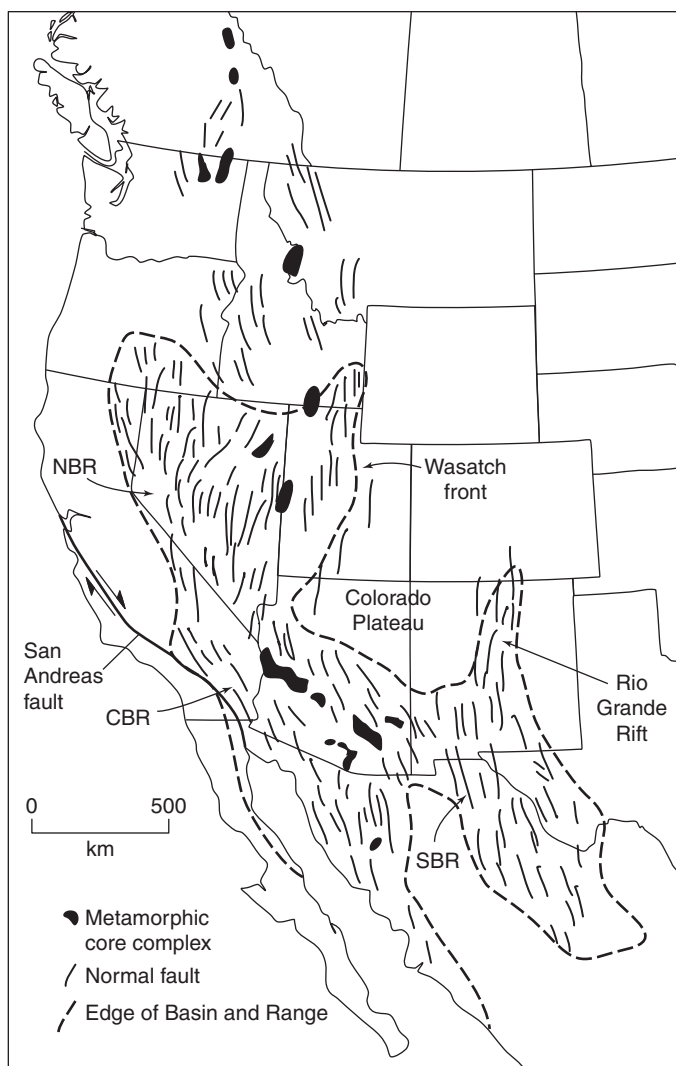 NBR
Wasatch
front
Colorado
Plateau
San
Andreas
fault
Rio
Grande
Rift
CBR
0 500
km
SBR
Metamorphic
core complex
Normal fault
Edge of Basin and Range